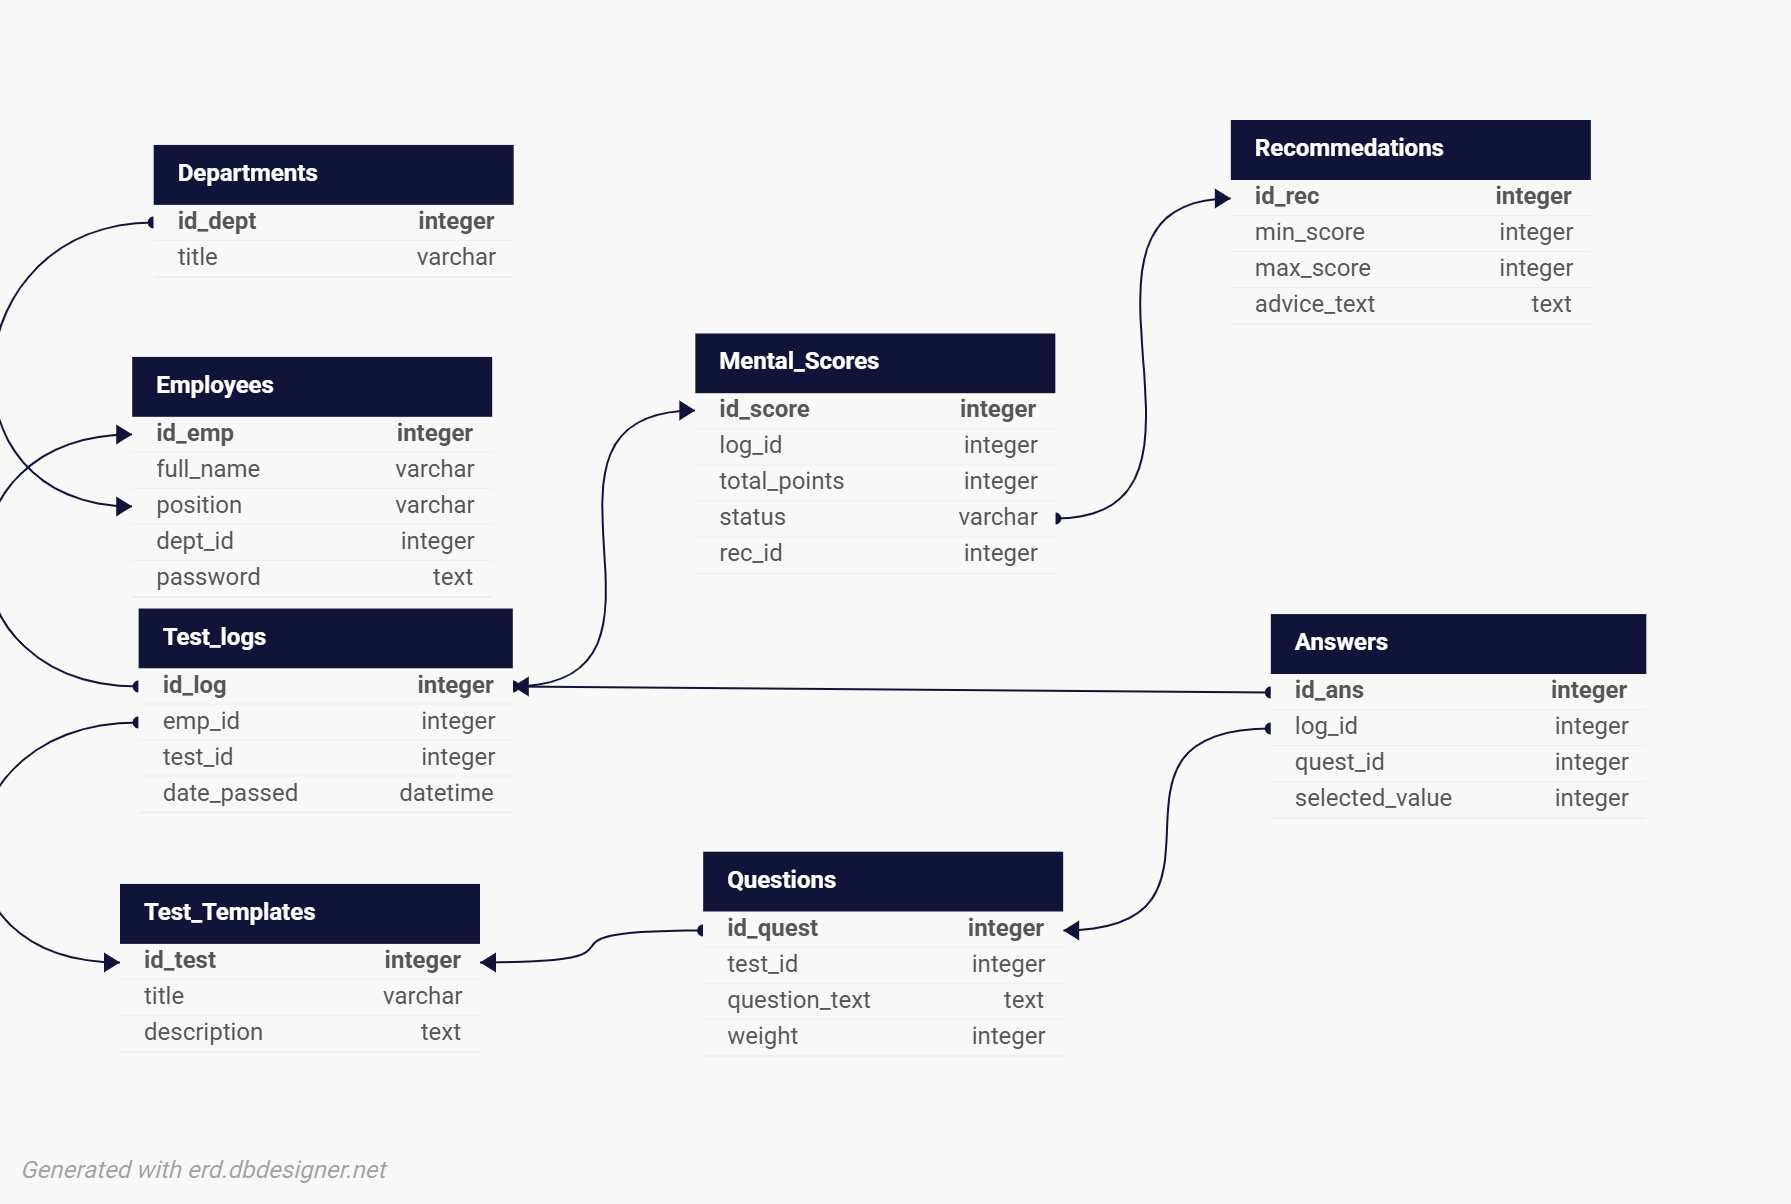 Departments
id_dept integer
title varchar
Employees
id_emp integer
full_name varchar
position varchar
dept_id integer
password text
Test_logs
id_log integer
emp_id integer
test_id integer
date_passed datetime
Test_Templates
id_test integer
title varchar
description text
Mental_Scores
id_score integer
log_id integer
total_points integer
status varchar
rec_id integer
Questions
id_quest integer
test_id integer
question_text text
weight integer
Recommedations
id_rec integer
min_score integer
max_score integer
advice_text text
Answers
id_ans integer
log_id integer
quest_id integer
selected_value integer
Generated with erd.dbdesigner.net